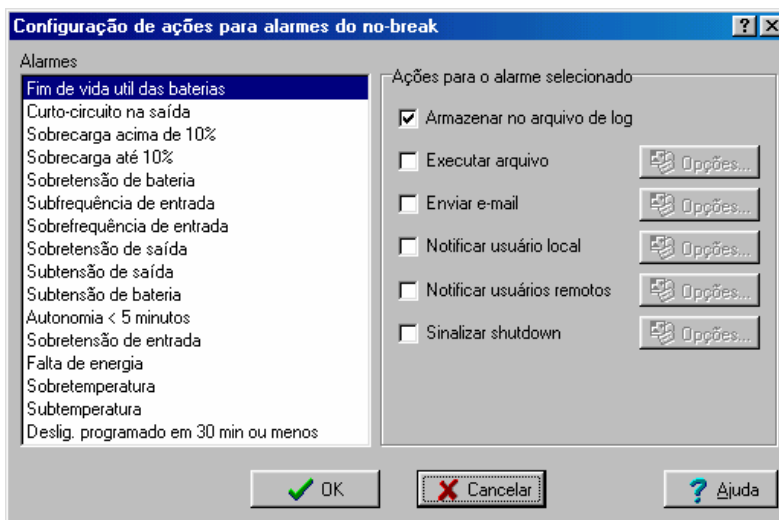 Configuração de ações para alarmes do no-break
Alarmes
Fim de vida util das baterias
Curto-circuito na saída
Sobrecarga acima de 10%
Sobrecarga até 10%
Sobretensão de bateria
Subfrequência de entrada
Sobrefrequência de entrada
Sobretensão de saída
Subtensão de saída
Subtensão de bateria
Autonomia < 5 minutos
Sobretensão de entrada
Falta de energia
Sobretemperatura
Subtemperatura
Deslig. programado em 30 min ou menos
Ações para o alarme selecionado
Armazenar no arquivo de log
Executar arquivo
Opções...
Enviar e-mail
Opções...
Notificar usuário local
Opções...
Notificar usuários remotos
Opções...
Sinalizar shutdown
Opções...
OK
Cancelar
Ajuda